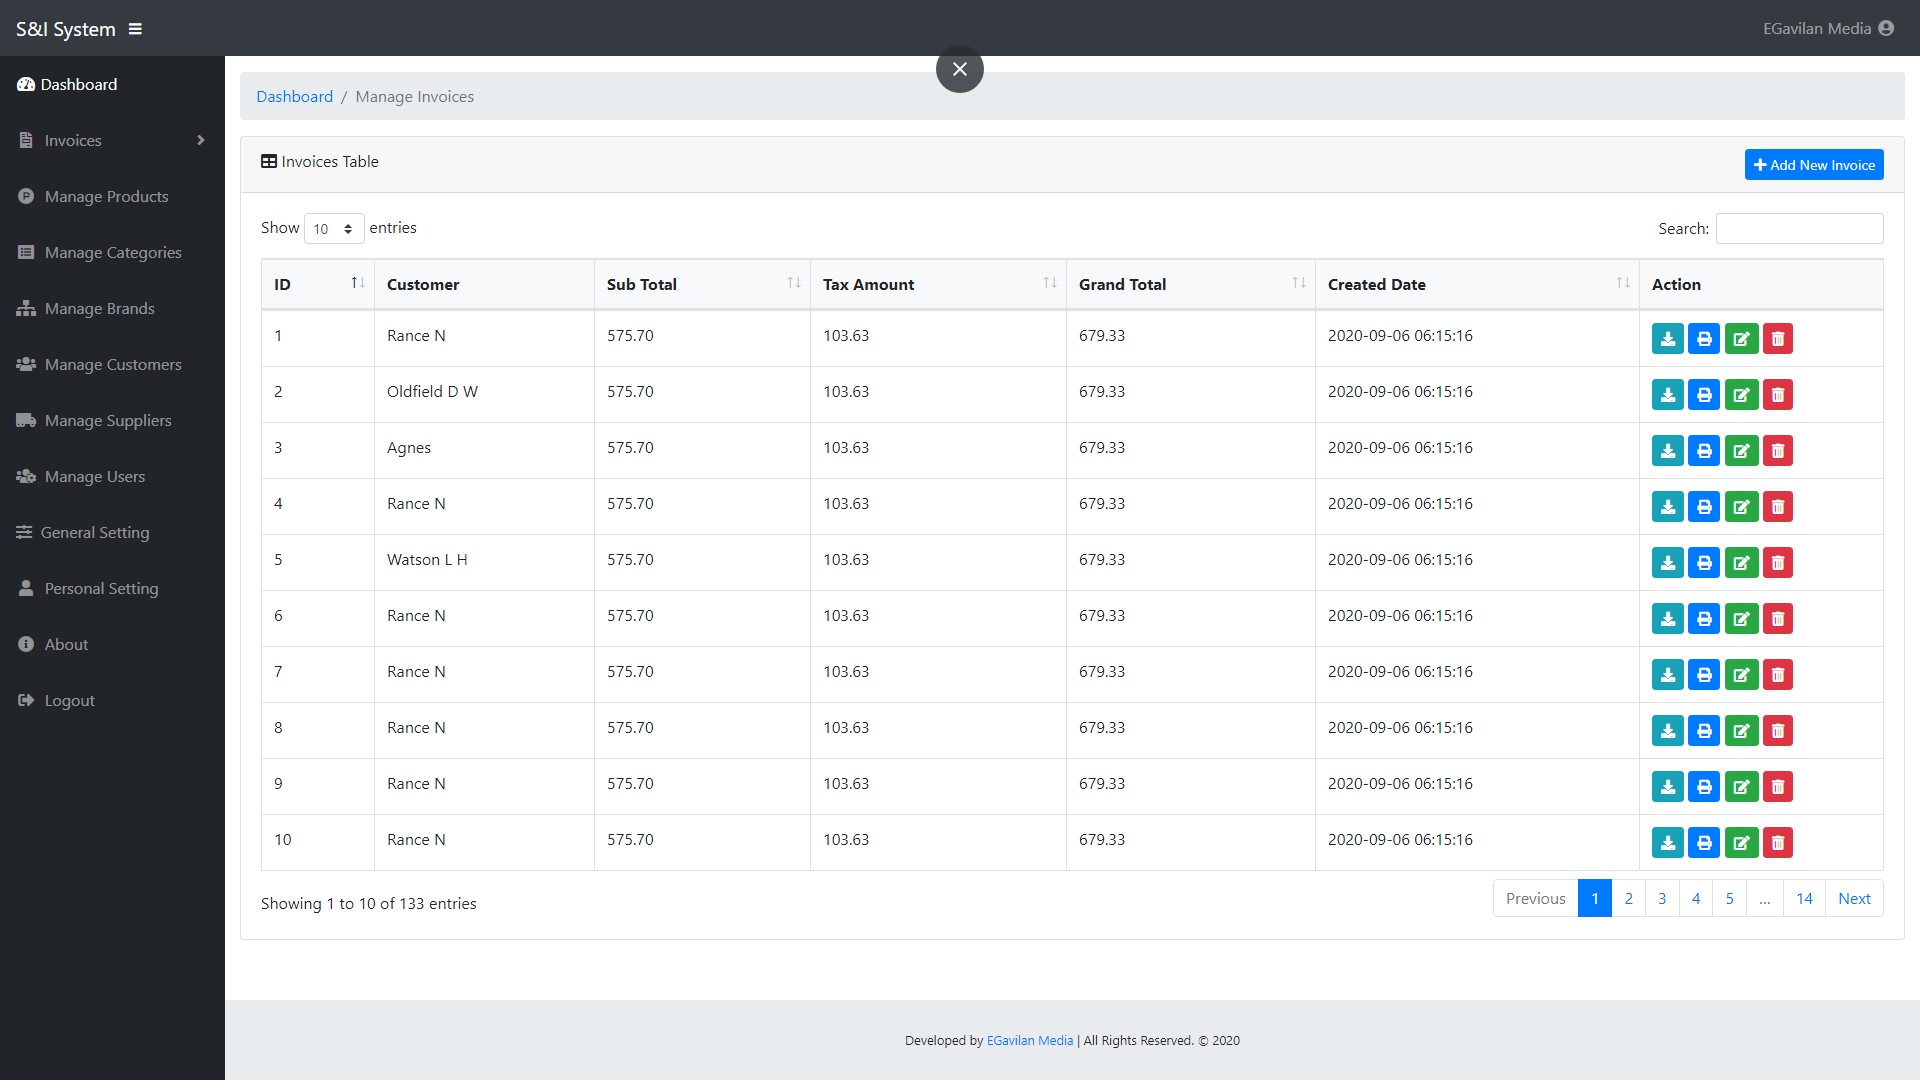 S&I System
EGavilan Media
Dashboard
Invoices
Manage Products
Manage Categories
Manage Brands
Manage Customers
Manage Suppliers
Manage Users
General Setting
Personal Setting
About
Logout
Dashboard / Manage Invoices
Invoices Table
Add New Invoice
Show 10 entries
Search:
ID Customer Sub Total Tax Amount Grand Total Created Date Action
1 Rance N 575.70 103.63 679.33 2020-09-06 06:15:16
2 Oldfield D W 575.70 103.63 679.33 2020-09-06 06:15:16
3 Agnes 575.70 103.63 679.33 2020-09-06 06:15:16
4 Rance N 575.70 103.63 679.33 2020-09-06 06:15:16
5 Watson L H 575.70 103.63 679.33 2020-09-06 06:15:16
6 Rance N 575.70 103.63 679.33 2020-09-06 06:15:16
7 Rance N 575.70 103.63 679.33 2020-09-06 06:15:16
8 Rance N 575.70 103.63 679.33 2020-09-06 06:15:16
9 Rance N 575.70 103.63 679.33 2020-09-06 06:15:16
10 Rance N 575.70 103.63 679.33 2020-09-06 06:15:16
Showing 1 to 10 of 133 entries
Previous 1 2 3 4 5 ... 14 Next
Developed by EGavilan Media | All Rights Reserved. © 2020